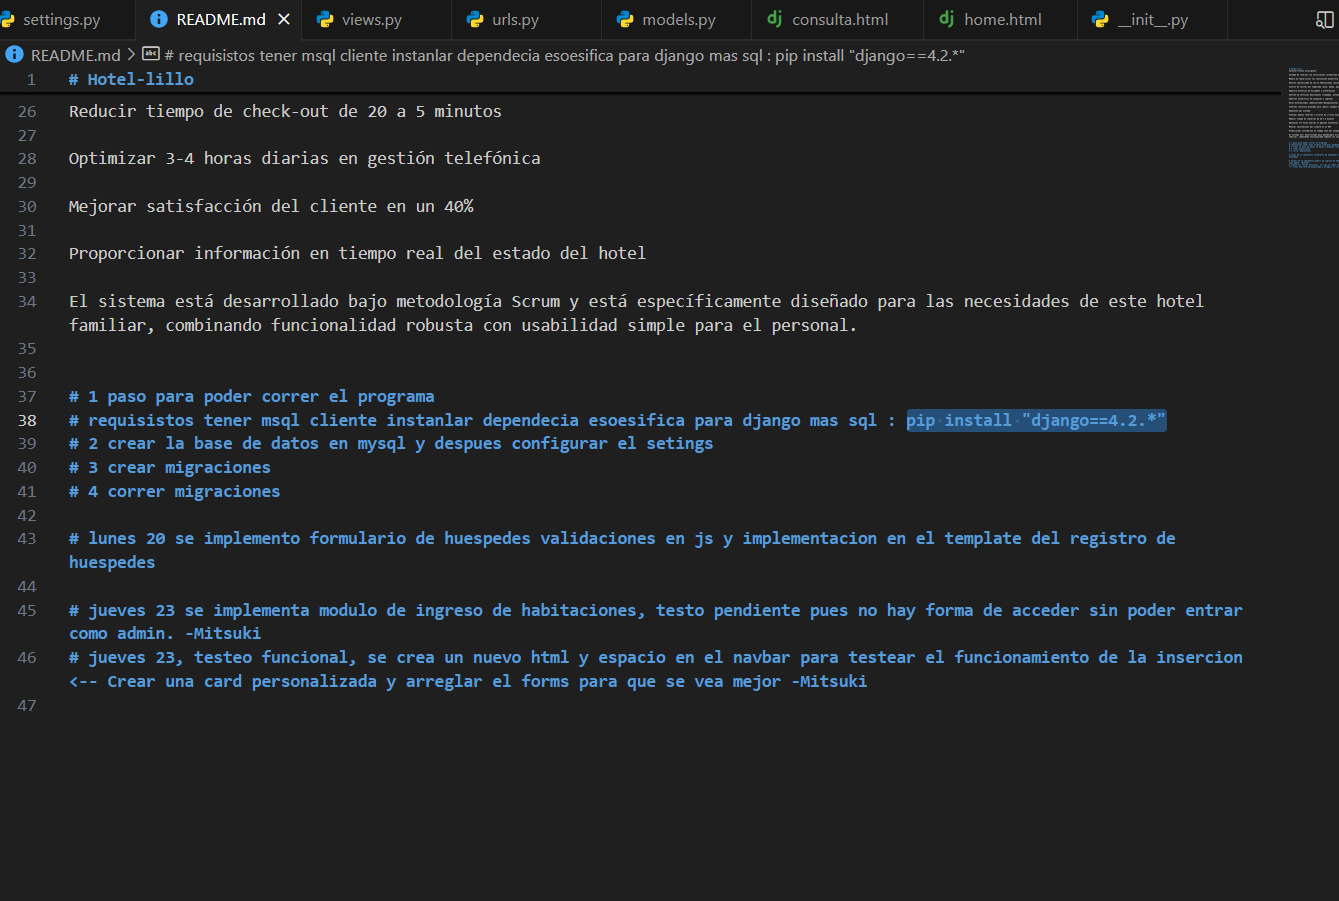 settings.py README.md views.py urls.py models.py consulta.html home.html __init__.py
README.md > # requisistos tener msql cliente instanlar dependecia esoesifica para django mas sql : pip install "django==4.2.*"
1 # Hotel-lillo
26 Reducir tiempo de check-out de 20 a 5 minutos
27
28 Optimizar 3-4 horas diarias en gestión telefónica
29
30 Mejorar satisfacción del cliente en un 40%
31
32 Proporcionar información en tiempo real del estado del hotel
33
34 El sistema está desarrollado bajo metodología Scrum y está específicamente diseñado para las necesidades de este hotel
familiar, combinando funcionalidad robusta con usabilidad simple para el personal.
35
36
37 # 1 paso para poder correr el programa
38 # requisistos tener msql cliente instanlar dependecia esoesifica para django mas sql : pip install "django==4.2.*"
39 # 2 crear la base de datos en mysql y despues configurar el setings
40 # 3 crear migraciones
41 # 4 correr migraciones
42
43 # lunes 20 se implemento formulario de huespedes validaciones en js y implementacion en el template del registro de
huespedes
44
45 # jueves 23 se implementa modulo de ingreso de habitaciones, testo pendiente pues no hay forma de acceder sin poder entrar
como admin. -Mitsuki
46 # jueves 23, testeo funcional, se crea un nuevo html y espacio en el navbar para testear el funcionamiento de la insercion
<-- Crear una card personalizada y arreglar el forms para que se vea mejor -Mitsuki
47